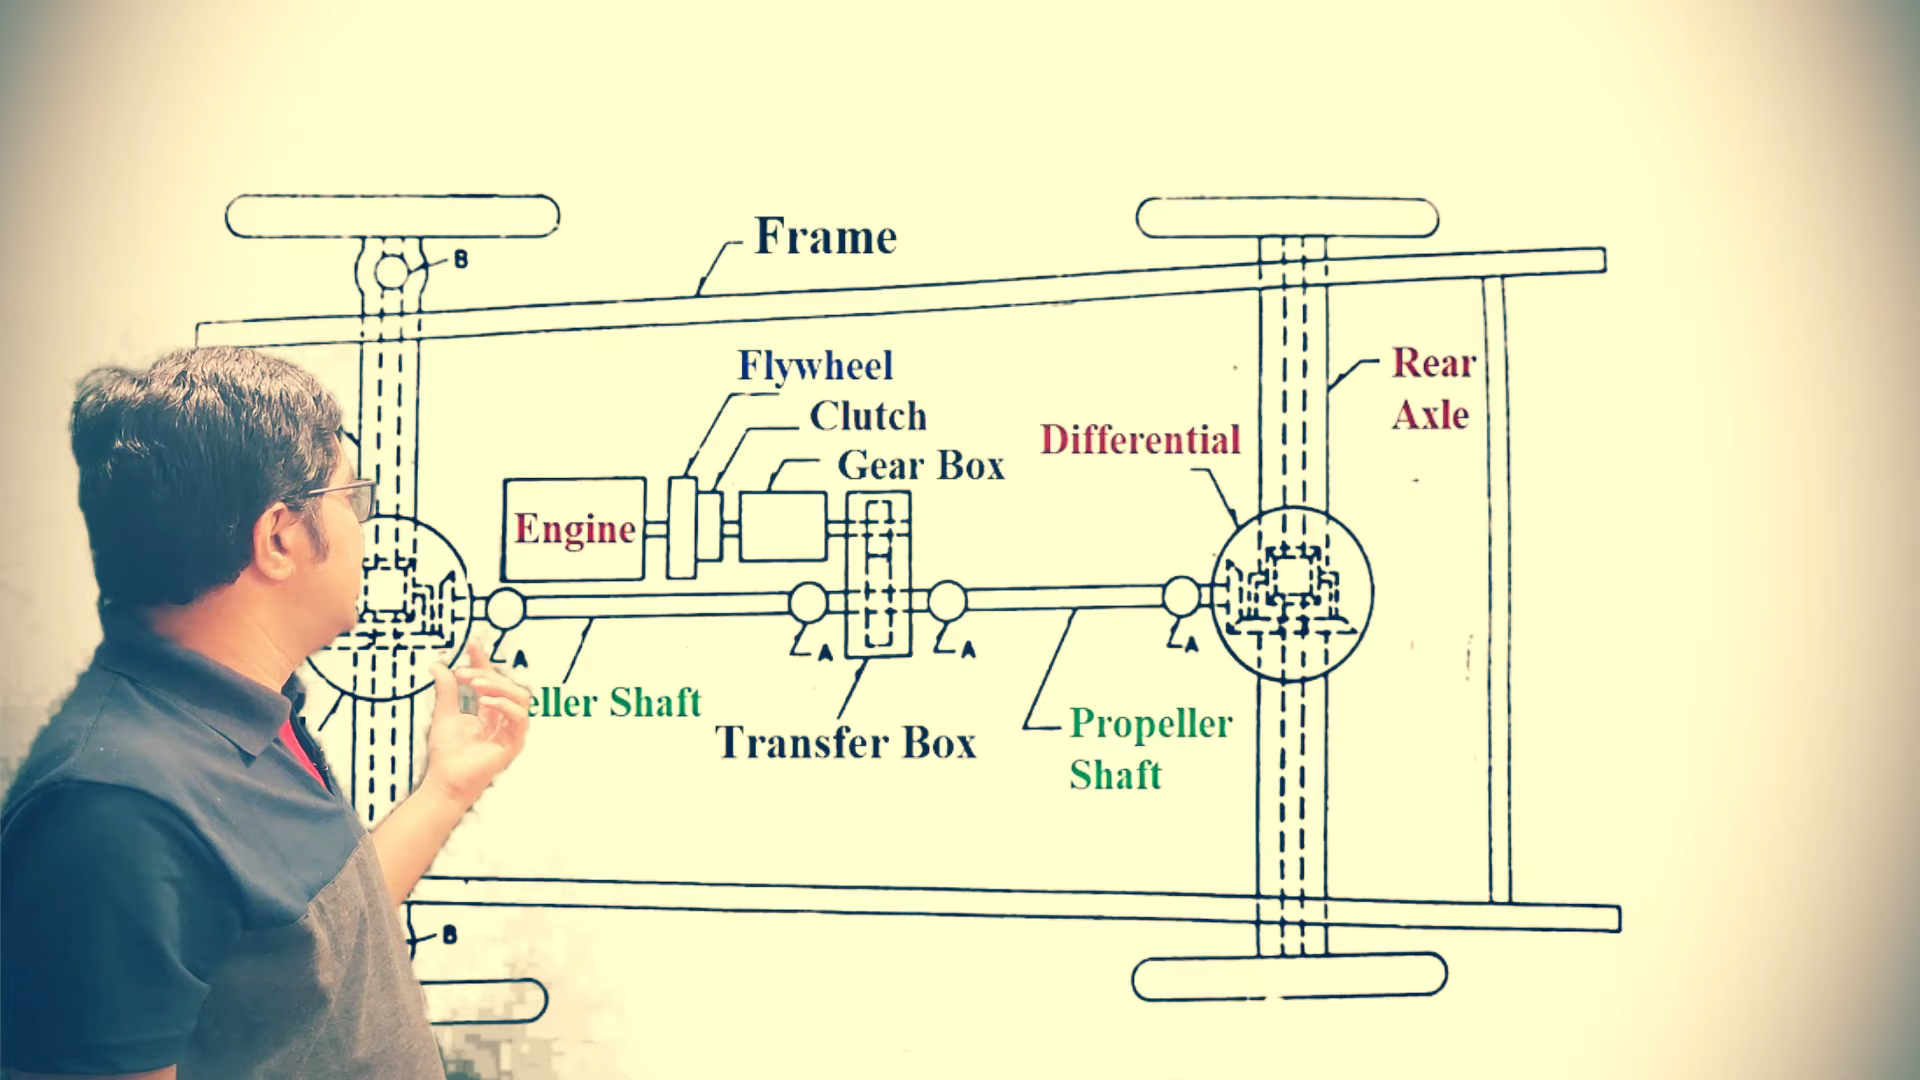 Frame
B
Flywheel
Clutch
Gear Box
Rear
Axle
Differential
Engine
A
A
A
A
eller Shaft
Transfer Box
Propeller
Shaft
B